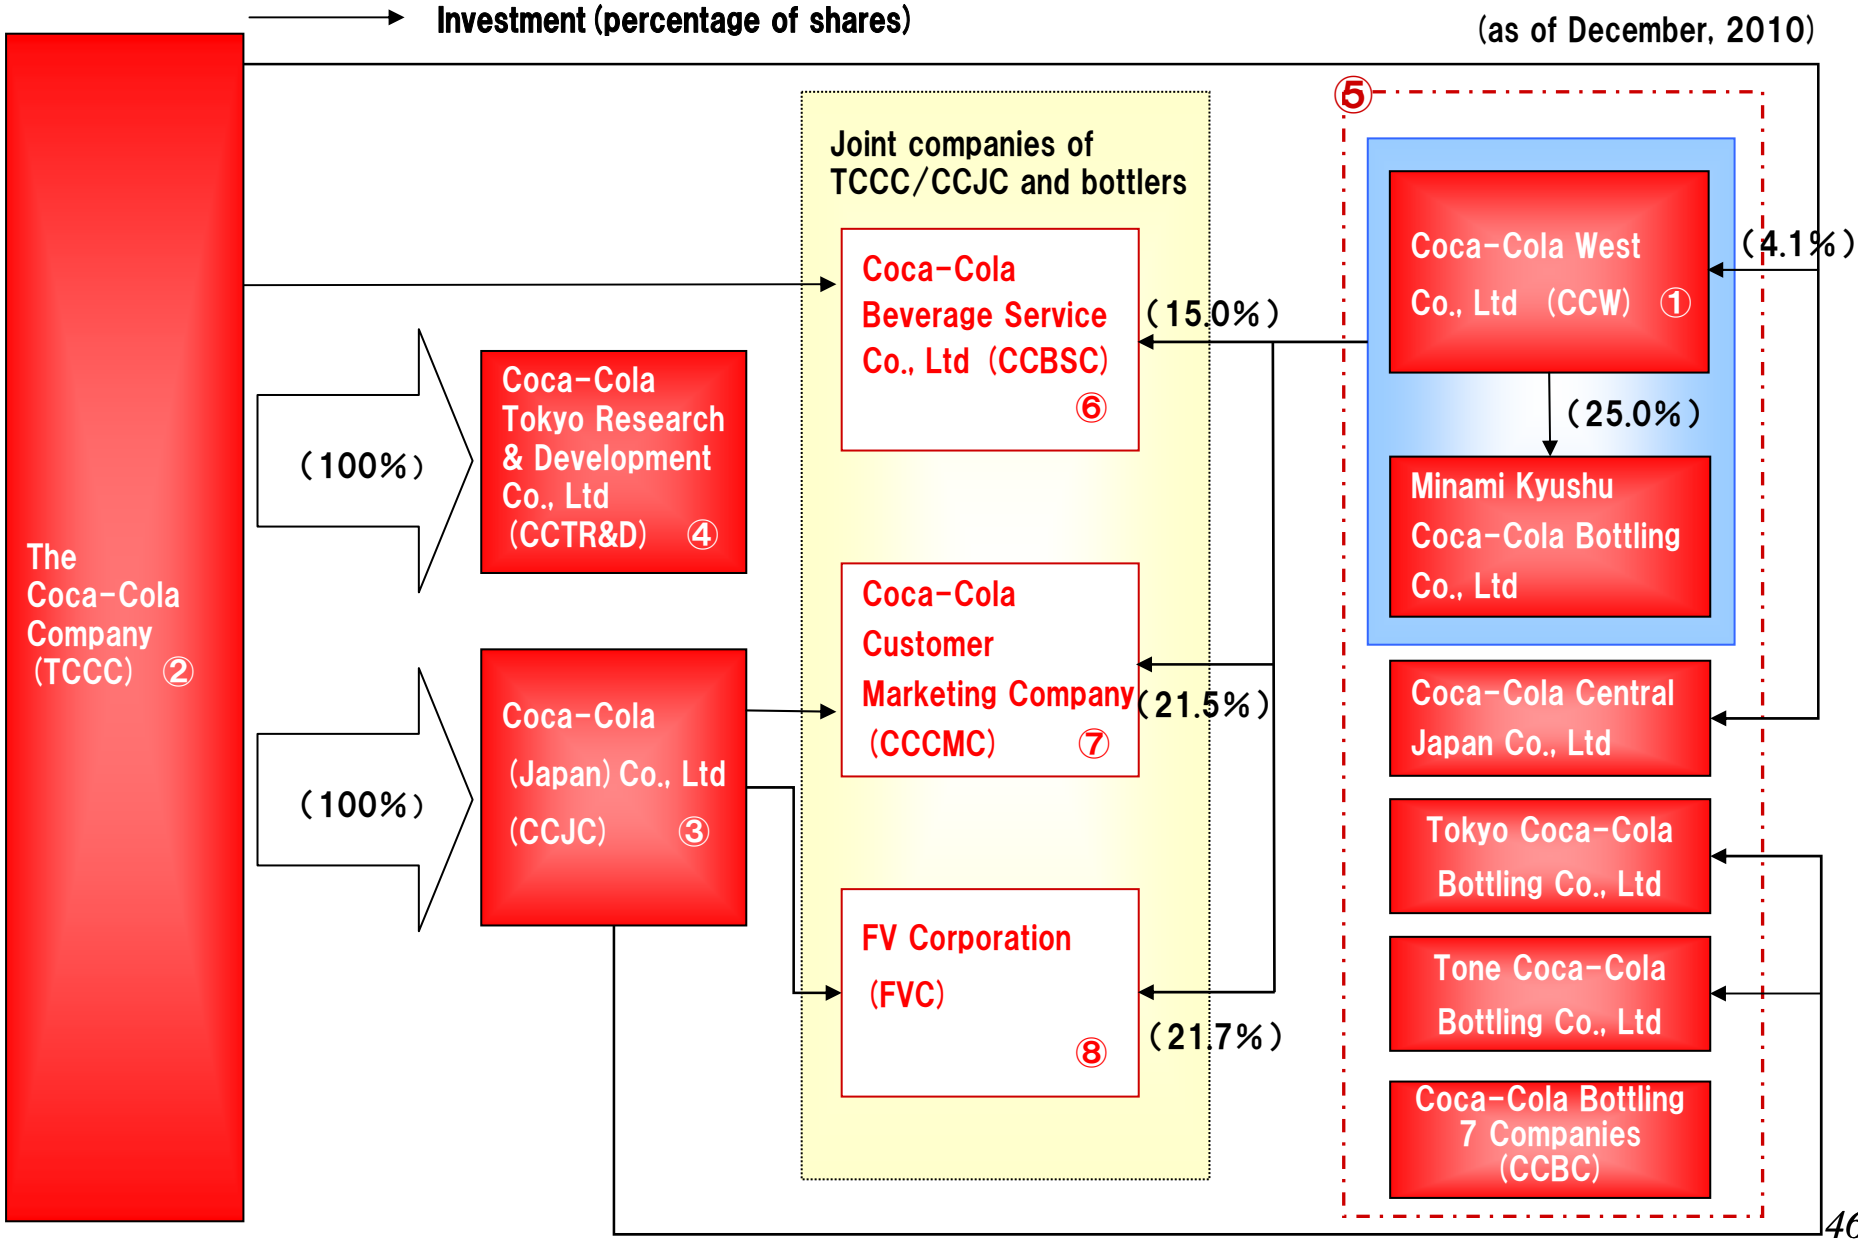 Investment (percentage of shares)
(as of December, 2010)
The
Coca-Cola
Company
(TCCC) ②
(100%)
(100%)
Coca-Cola
Tokyo Research
& Development
Co., Ltd
(CCTR&D) ④
Coca-Cola
(Japan) Co., Ltd
(CCJC) ③
Joint companies of
TCCC/CCJC and bottlers
Coca-Cola
Beverage Service
Co., Ltd (CCBSC)
⑥
(15.0%)
Coca-Cola
Customer
Marketing Company
(CCCMC) ⑦
(21.5%)
FV Corporation
(FVC)
⑧
(21.7%)
⑤
Coca-Cola West
Co., Ltd (CCW) ①
(4.1%)
(25.0%)
Minami Kyushu
Coca-Cola Bottling
Co., Ltd
Coca-Cola Central
Japan Co., Ltd
Tokyo Coca-Cola
Bottling Co., Ltd
Tone Coca-Cola
Bottling Co., Ltd
Coca-Cola Bottling
7 Companies
(CCBC)
46